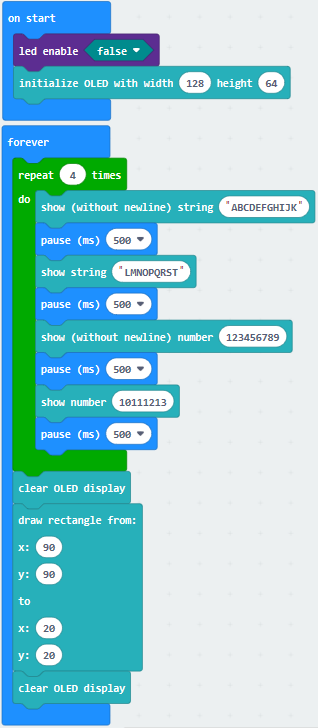 on start
led enable false
initialize OLED with width 128 height 64
forever
repeat 4 times
do
show (without newline) string "ABCDEFGHIJK"
pause (ms) 500
show string "LMNOPQRST"
pause (ms) 500
show (without newline) number 123456789
pause (ms) 500
show number 10111213
pause (ms) 500
clear OLED display
draw rectangle from:
x: 90
y: 90
to
x: 20
y: 20
clear OLED display